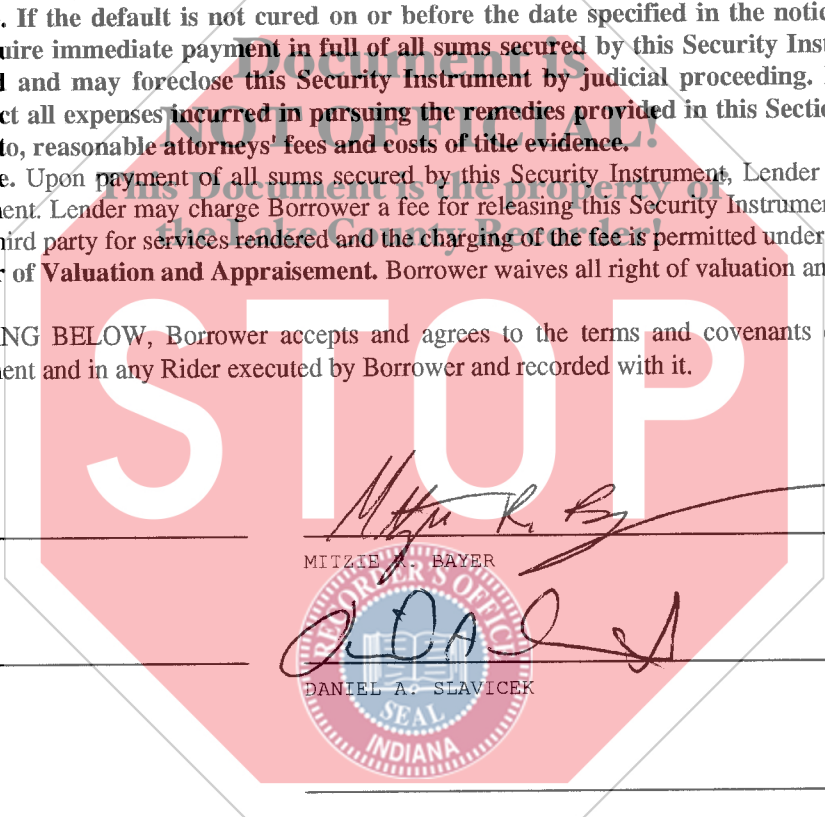 . If the default is not cured on or before the date specified in the notic
uire immediate payment in full of all sums secured by this Security Inst
d and may foreclose this Security Instrument by judicial proceeding.
ct all expenses incurred in pursuing the remedies provided in this Sectio
to, reasonable attorneys' fees and costs of title evidence.
e. Upon payment of all sums secured by this Security Instrument, Lender
ent. Lender may charge Borrower a fee for releasing this Security Instrumen
hird party for services rendered and the charging of the fee is permitted under
r of Valuation and Appraisement. Borrower waives all right of valuation an
Document is
NOT OFFICIAL!
This Document is the property of
the Lake County Recorder!
NG BELOW, Borrower accepts and agrees to the terms and covenants
ent and in any Rider executed by Borrower and recorded with it.
STOP
Mitzie R. Bay
MITZIE R. BAYER
DANIEL A. SLAVICEK
RECORDER'S OFFICE
SEAL
INDIANA